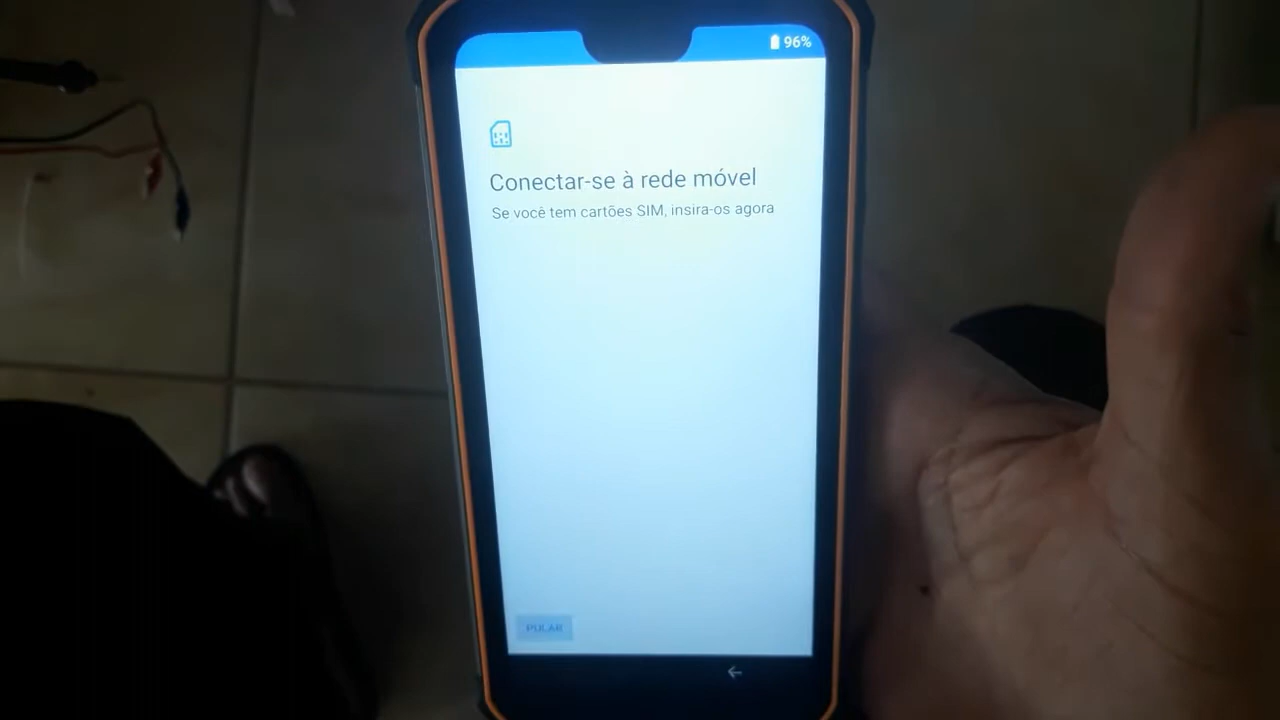 96%
Conectar-se à rede móvel
Se você tem cartões SIM, insira-os agora
PULAR